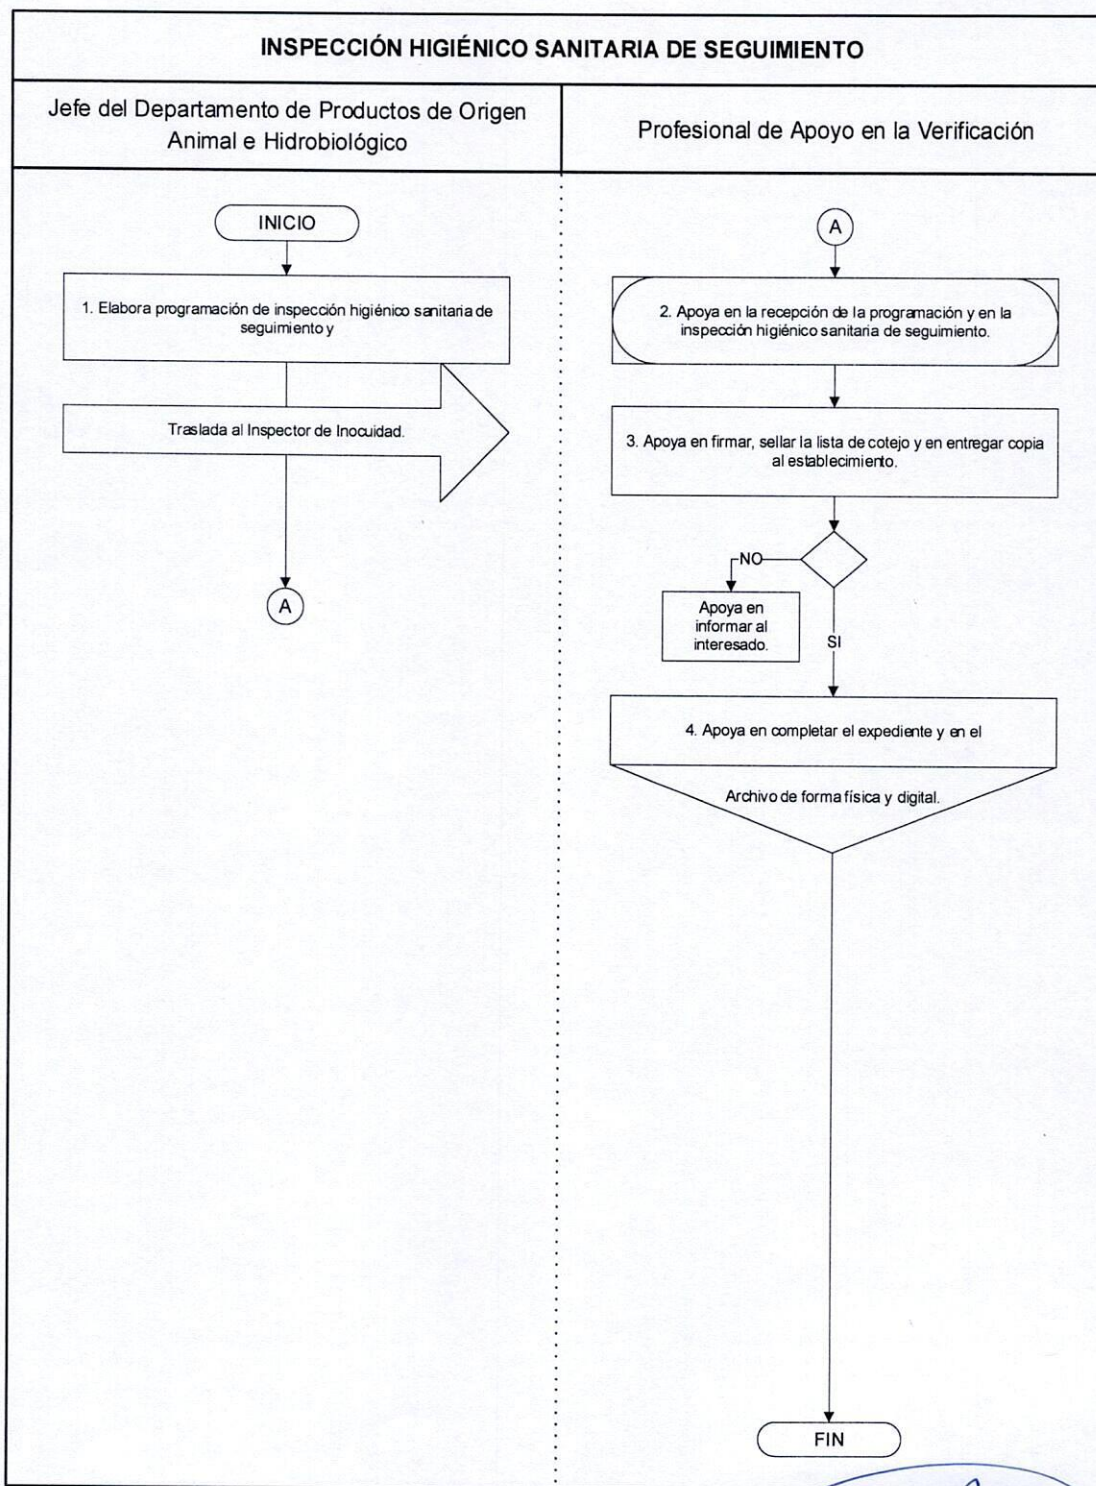 INSPECCIÓN HIGIÉNICO SANITARIA DE SEGUIMIENTO
Jefe del Departamento de Productos de Origen
Animal e Hidrobiológico
Profesional de Apoyo en la Verificación
INICIO
1. Elabora programación de inspección higiénico sanitaria de
seguimiento y
Traslada al Inspector de Inocuidad.
A
A
2. Apoya en la recepción de la programación y en la
inspección higiénico sanitaria de seguimiento.
3. Apoya en firmar, sellar la lista de cotejo y en entregar copia
al establecimiento.
NO
Apoya en
informar al
interesado.
SI
4. Apoya en completar el expediente y en el
Archivo de forma física y digital.
FIN